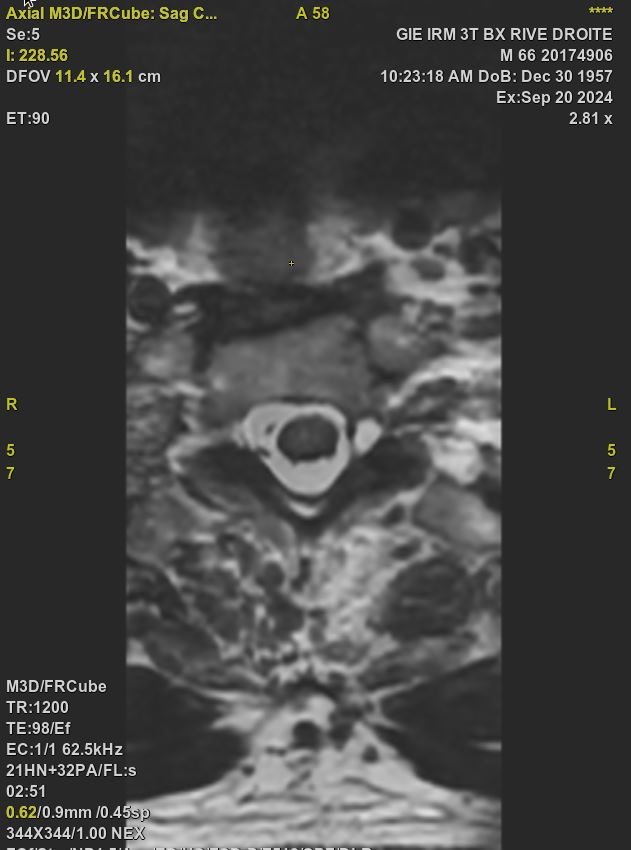 Axial M3D/FRCube: Sag C...
A 58
****
Se:5
GIE IRM 3T BX RIVE DROITE
I: 228.56
M 66 20174906
DFOV 11.4 x 16.1 cm
10:23:18 AM DoB: Dec 30 1957
Ex:Sep 20 2024
ET:90
2.81 x
R
L
5
5
7
7
M3D/FRCube
TR:1200
TE:98/Ef
EC:1/1 62.5kHz
21HN+32PA/FL:s
02:51
0.62/0.9mm /0.45sp
344X344/1.00 NEX